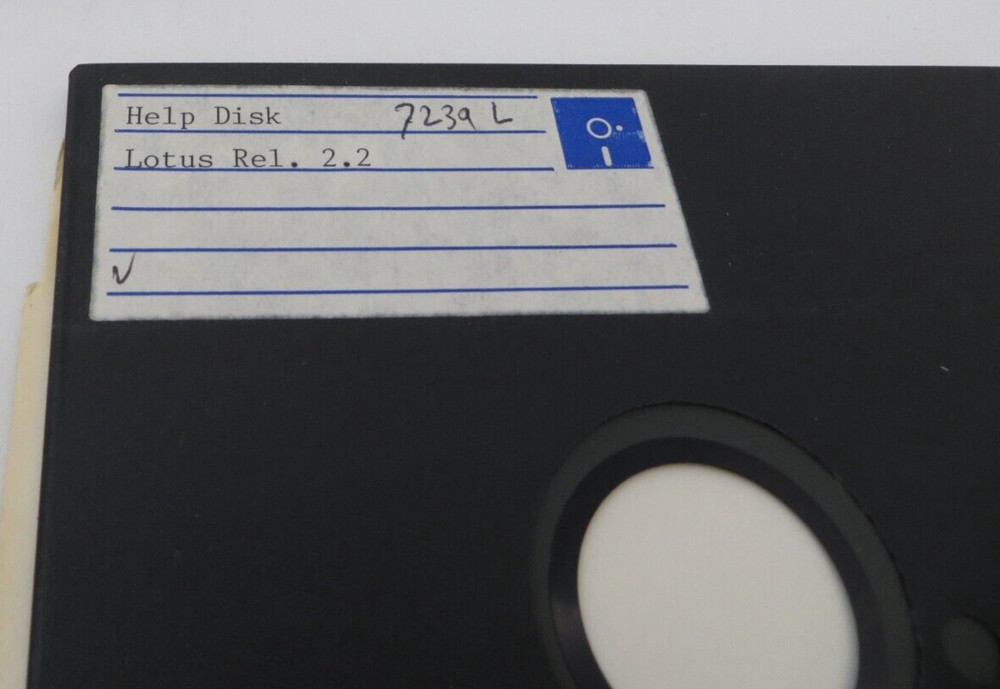 Help Disk 7239 L
Lotus Rel. 2.2
✓